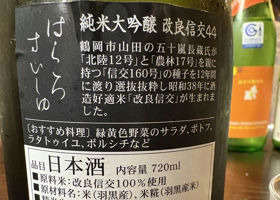 純米大吟醸 改良信交44
鶴岡市山田の五十嵐長蔵氏が
「北陸12号」と「農林17号」を親に
持つ「信交160号」の種子を12年間
に渡り選抜抜粋し昭和38年に酒
造好適米「改良信交」が生まれま
した。
[おすすめ料理] 緑黄色野菜のサラダ、ポトフ、
ラタトゥイユ、ポルシチなど
品目 日本酒 内容量 720ml
■原料米:改良信交100%使用
■原材料名:米(羽黒産)、米糀(羽黒産米)
はくろ
すいしゅ